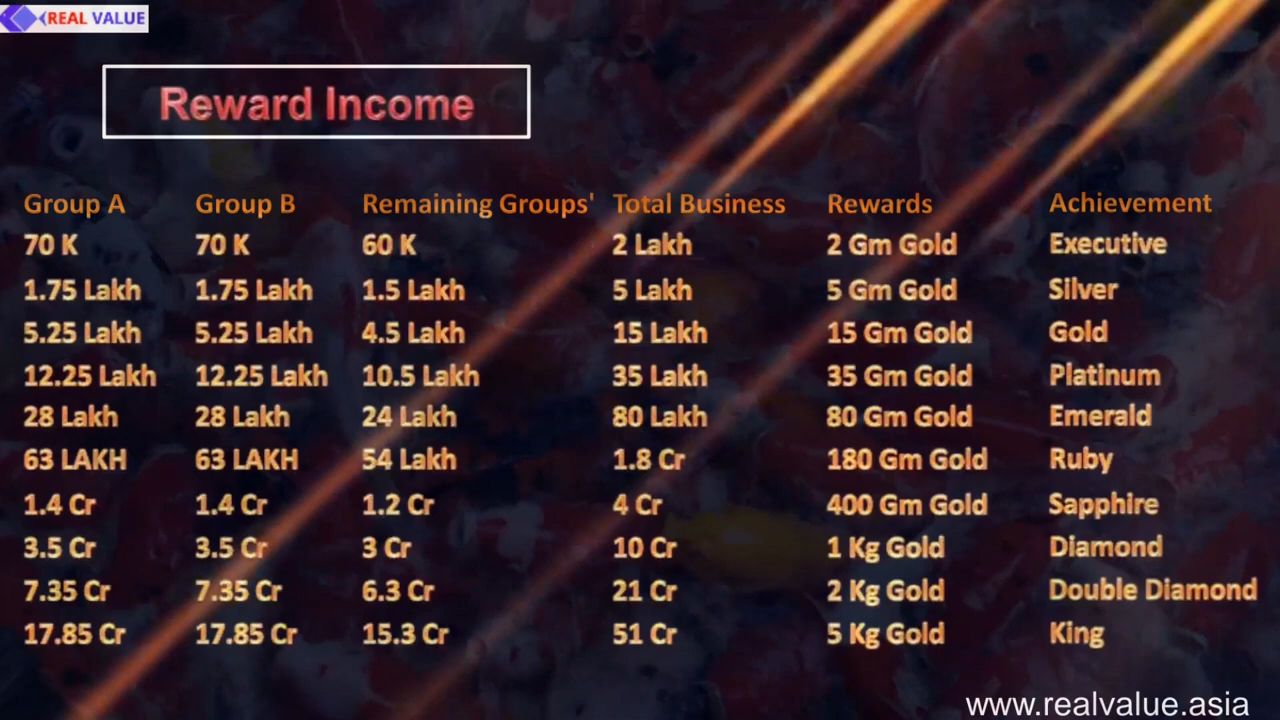 REAL VALUE
Reward Income
Group A Group B Remaining Groups' Total Business Rewards Achievement
70 K 70 K 60 K 2 Lakh 2 Gm Gold Executive
1.75 Lakh 1.75 Lakh 1.5 Lakh 5 Lakh 5 Gm Gold Silver
5.25 Lakh 5.25 Lakh 4.5 Lakh 15 Lakh 15 Gm Gold Gold
12.25 Lakh 12.25 Lakh 10.5 Lakh 35 Lakh 35 Gm Gold Platinum
28 Lakh 28 Lakh 24 Lakh 80 Lakh 80 Gm Gold Emerald
63 LAKH 63 LAKH 54 Lakh 1.8 Cr 180 Gm Gold Ruby
1.4 Cr 1.4 Cr 1.2 Cr 4 Cr 400 Gm Gold Sapphire
3.5 Cr 3.5 Cr 3 Cr 10 Cr 1 Kg Gold Diamond
7.35 Cr 7.35 Cr 6.3 Cr 21 Cr 2 Kg Gold Double Diamond
17.85 Cr 17.85 Cr 15.3 Cr 51 Cr 5 Kg Gold King
www.realvalue.asia